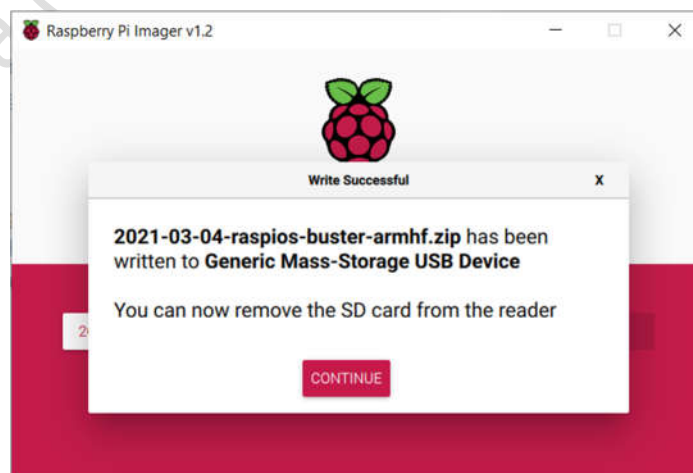 Raspberry Pi Imager v1.2
Write Successful
X
2021-03-04-raspios-buster-armhf.zip has been
written to Generic Mass-Storage USB Device
You can now remove the SD card from the reader
CONTINUE